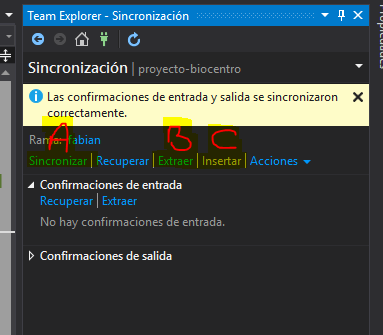 Team Explorer - Sincronización
Sincronización | proyecto-biocentro
Las confirmaciones de entrada y salida se sincronizaron
correctamente.
A B C
Rama: fabian
Sincronizar | Recuperar | Extraer | Insertar | Acciones
Confirmaciones de entrada
Recuperar | Extraer
No hay confirmaciones de entrada.
Confirmaciones de salida